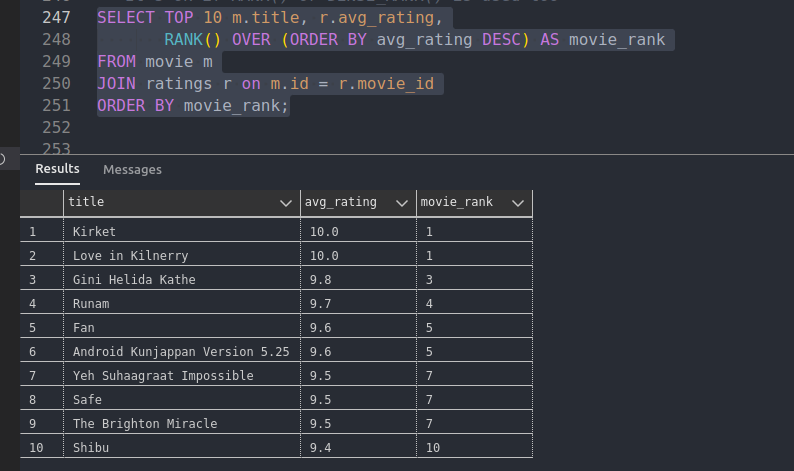 247 SELECT TOP 10 m.title, r.avg_rating,
248 RANK() OVER (ORDER BY avg_rating DESC) AS movie_rank
249 FROM movie m
250 JOIN ratings r on m.id = r.movie_id
251 ORDER BY movie_rank;
252
253
Results Messages
title avg_rating movie_rank
1 Kirket 10.0 1
2 Love in Kilnerry 10.0 1
3 Gini Helida Kathe 9.8 3
4 Runam 9.7 4
5 Fan 9.6 5
6 Android Kunjappan Version 5.25 9.6 5
7 Yeh Suhaagraat Impossible 9.5 7
8 Safe 9.5 7
9 The Brighton Miracle 9.5 7
10 Shibu 9.4 10